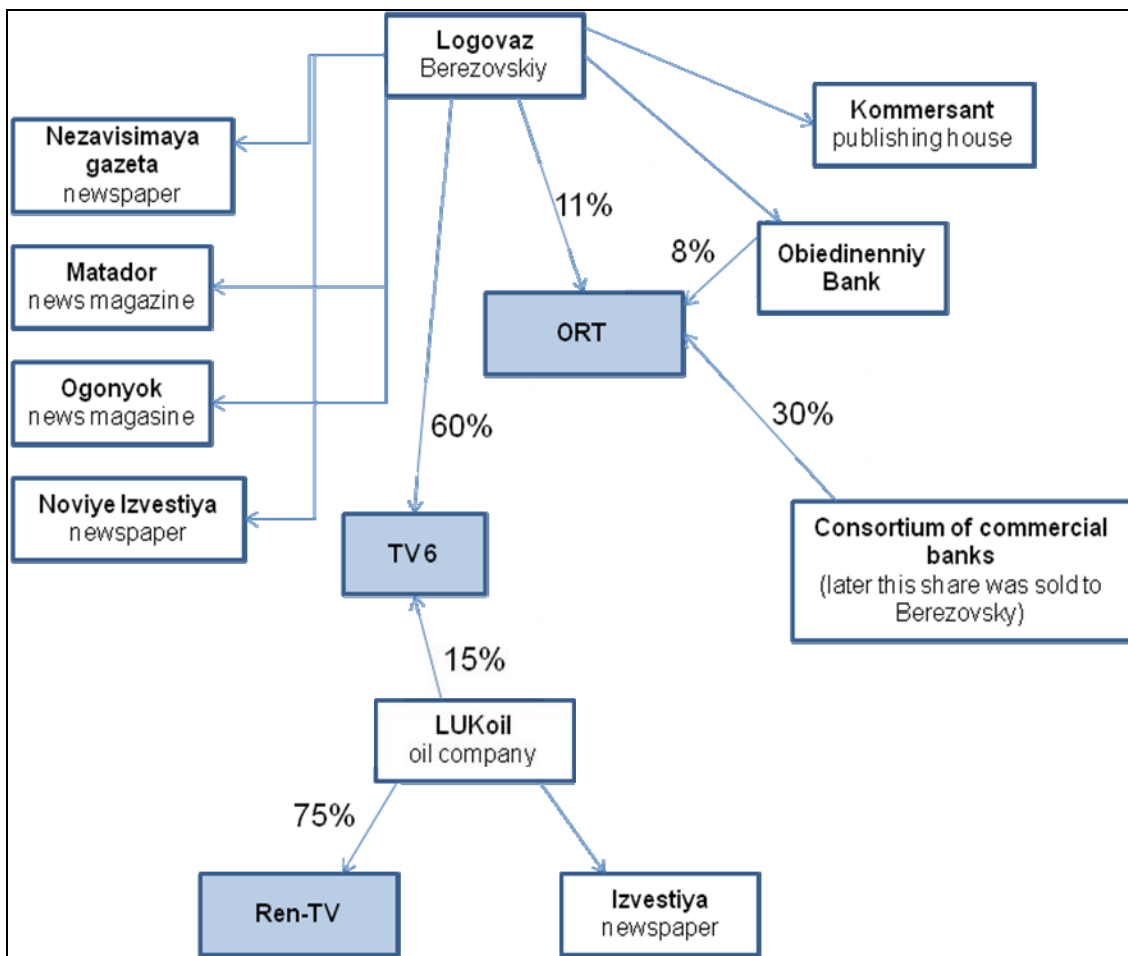 Logovaz
Berezovskiy
Kommersant
publishing house
Nezavisimaya
gazeta
newspaper
11%
Obiedinenniy
Bank
8%
Matador
news magazine
ORT
Ogonyok
news magasine
30%
60%
Noviye Izvestiya
newspaper
Consortium of commercial
banks
(later this share was sold to
Berezovsky)
TV6
15%
LUKoil
oil company
75%
Ren-TV
Izvestiya
newspaper